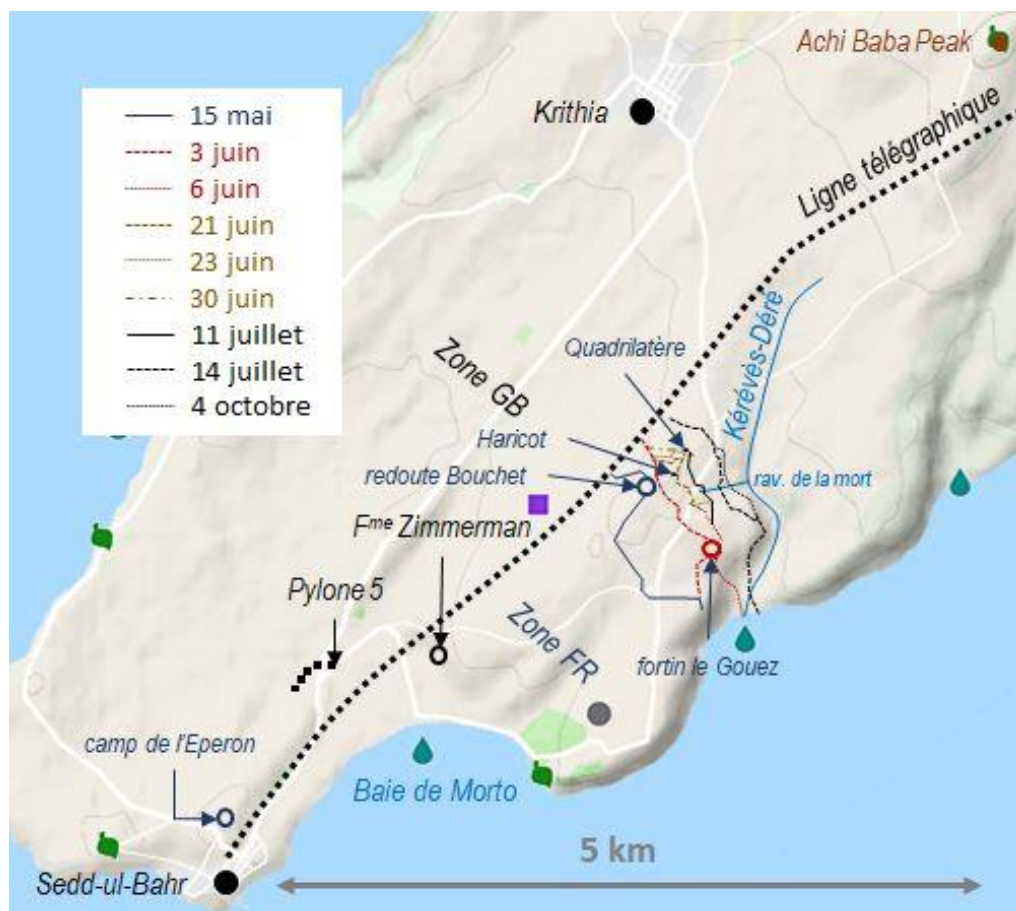 Achi Baba Peak
Krithia
Ligne télégraphique
15 mai
3 juin
6 juin
21 juin
23 juin
30 juin
11 juillet
14 juillet
4 octobre
Kérévès-Déré
Quadrilatère
Zone GB
Haricot
redoute Bouchet
rav. de la mort
Fme Zimmerman
Pylone 5
Zone FR
fortin le Gouez
camp de l'Eperon
Baie de Morto
5 km
Sedd-ul-Bahr